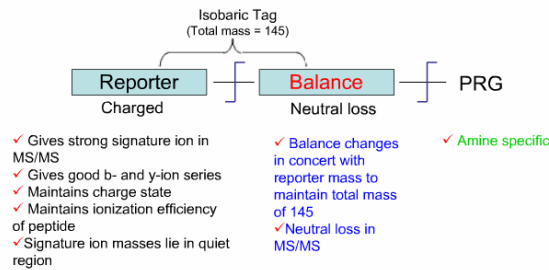 Isobaric Tag
(Total mass = 145)
Reporter
Balance
PRG
Charged
Neutral loss
✓ Gives strong signature ion in
MS/MS
✓ Gives good b- and y-ion series
✓ Maintains charge state
✓ Maintains ionization efficiency
of peptide
✓Signature ion masses lie in quiet
region
✓ Balance changes
in concert with
reporter mass to
maintain total mass
of 145
✓Neutral loss in
MS/MS
✓ Amine specific